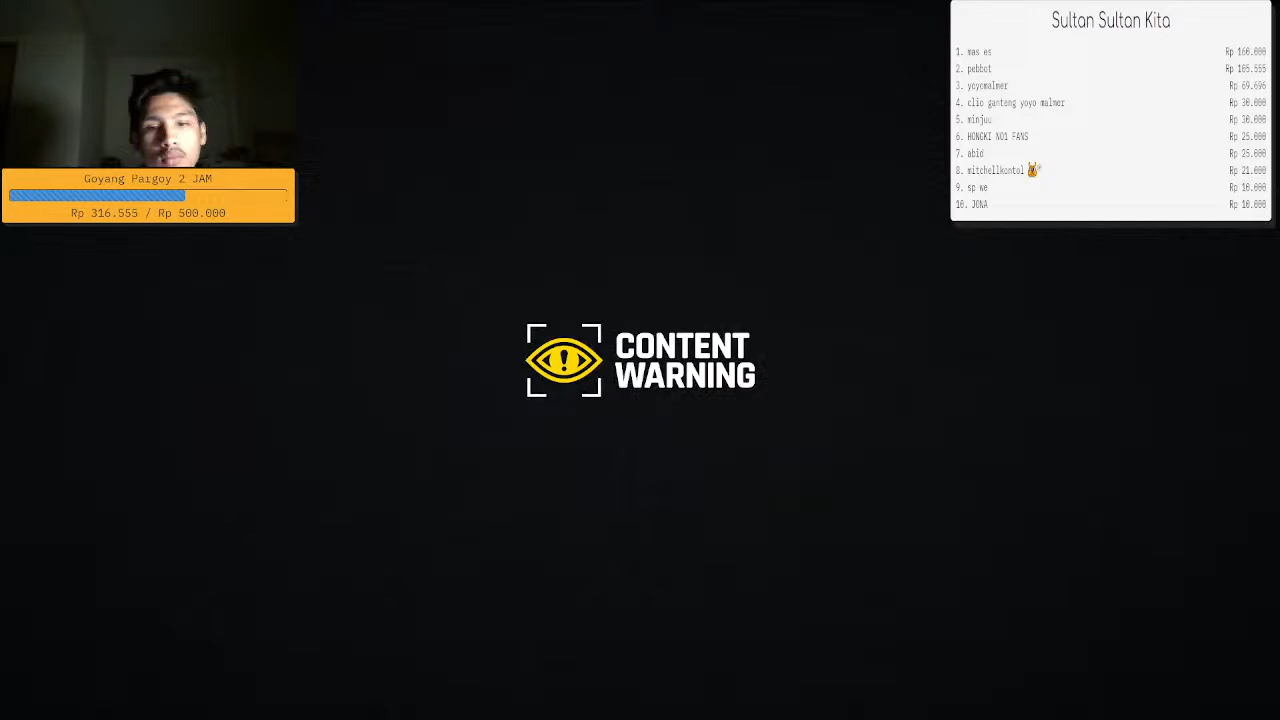 Goyang Pargoy 2 JAM
Rp 316.555 / Rp 500.000
Sultan Sultan Kita
1. mas es Rp 160.000
2. pebbot Rp 105.555
3. yoyomalmer Rp 69.696
4. clio ganteng yoyo malmer Rp 30.000
5. minjuu Rp 30.000
6. HONGKI NO1 FANS Rp 25.000
7. abid Rp 25.000
8. mitchellkontol Rp 21.000
9. sp we Rp 10.000
10. JONA Rp 10.000
CONTENT
WARNING